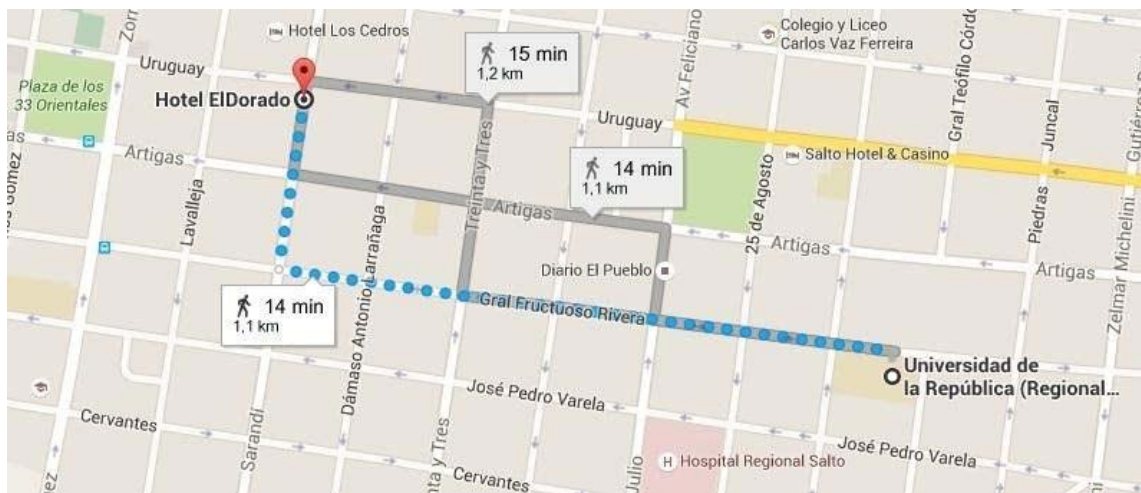 Hotel Los Cedros
Colegio y Liceo
Carlos Vaz Ferreira
15 min
1,2 km
Uruguay
Plaza de los
33 Orientales
Hotel ElDorado
Av Feliciano
Gral Teófilo Córdo
Juncal
Uruguay
Artigas
14 min
1,1 km
Salto Hotel & Casino
Lavalleja
Treinta y Tres
Artigas
25 de Agosto
Artigas
Piedras
Artigas
Dámaso Antonio Larrañaga
Diario El Pueblo
Zelmar Michelini
14 min
1,1 km
Gral Fructuoso Rivera
Universidad de
la República (Regional...
José Pedro Varela
Cervantes
Sarandí
José Pedro Varela
H Hospital Regional Salto
Cervantes
Julio